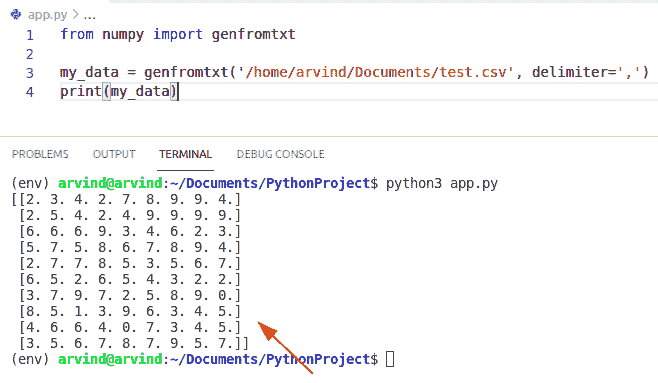 app.py > ...
1 from numpy import genfromtxt
2
3 my_data = genfromtxt('/home/arvind/Documents/test.csv', delimiter=',')
4 print(my_data)
PROBLEMS OUTPUT TERMINAL DEBUG CONSOLE
(env) arvind@arvind:~/Documents/PythonProject$ python3 app.py
[[2. 3. 4. 2. 7. 8. 9. 9. 4.]
[2. 5. 4. 2. 4. 9. 9. 9. 9.]
[6. 6. 6. 9. 3. 4. 6. 2. 3.]
[5. 7. 5. 8. 6. 7. 8. 9. 4.]
[2. 7. 7. 8. 5. 3. 5. 6. 7.]
[6. 5. 2. 6. 5. 4. 3. 2. 2.]
[3. 7. 9. 7. 2. 5. 8. 9. 0.]
[8. 5. 1. 3. 9. 6. 3. 4. 5.]
[4. 6. 6. 4. 0. 7. 3. 4. 5.]
[3. 5. 6. 7. 8. 7. 9. 5. 7.]]
(env) arvind@arvind:~/Documents/PythonProject$